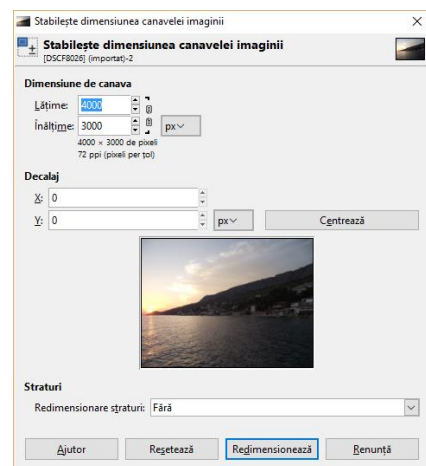 Stabilește dimensiunea canavelei imaginii
Stabilește dimensiunea canavelei imaginii
[DSCF8026] (importat)-2
Dimensiune de canava
Lățime: 4000
Înălțime: 3000 px
4000 × 3000 de pixeli
72 ppi (pixeli per țol)
Decalaj
X: 0
Y: 0 px Centrează
Straturi
Redimensionare straturi: Fără
Ajutor Resetează Redimensionează Renunță